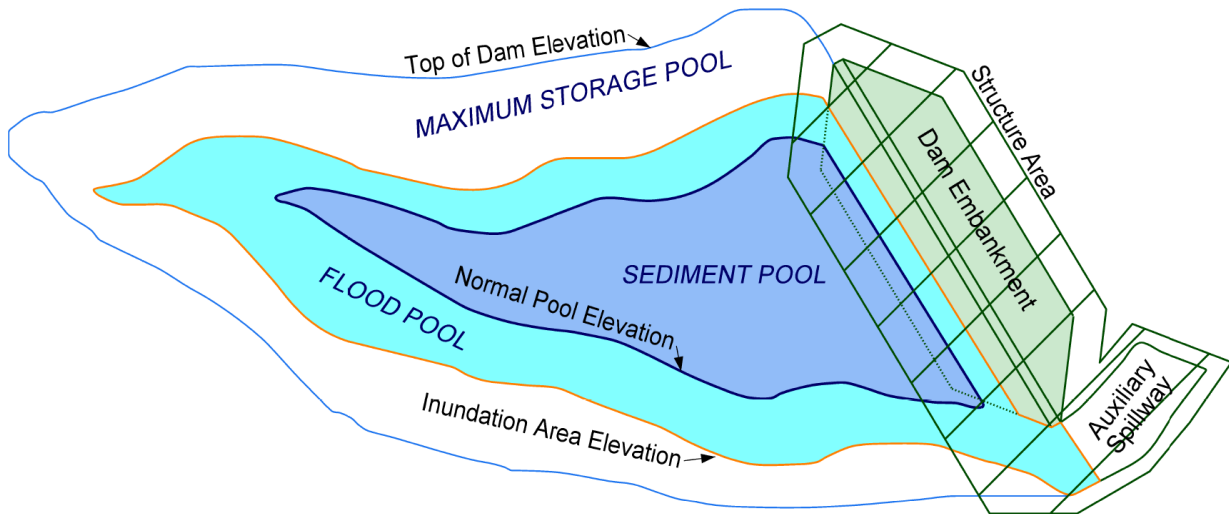 Top of Dam Elevation
MAXIMUM STORAGE POOL
Structure Area
Dam Embankment
SEDIMENT POOL
Normal Pool Elevation
FLOOD POOL
Inundation Area Elevation
Auxiliary
Spillway